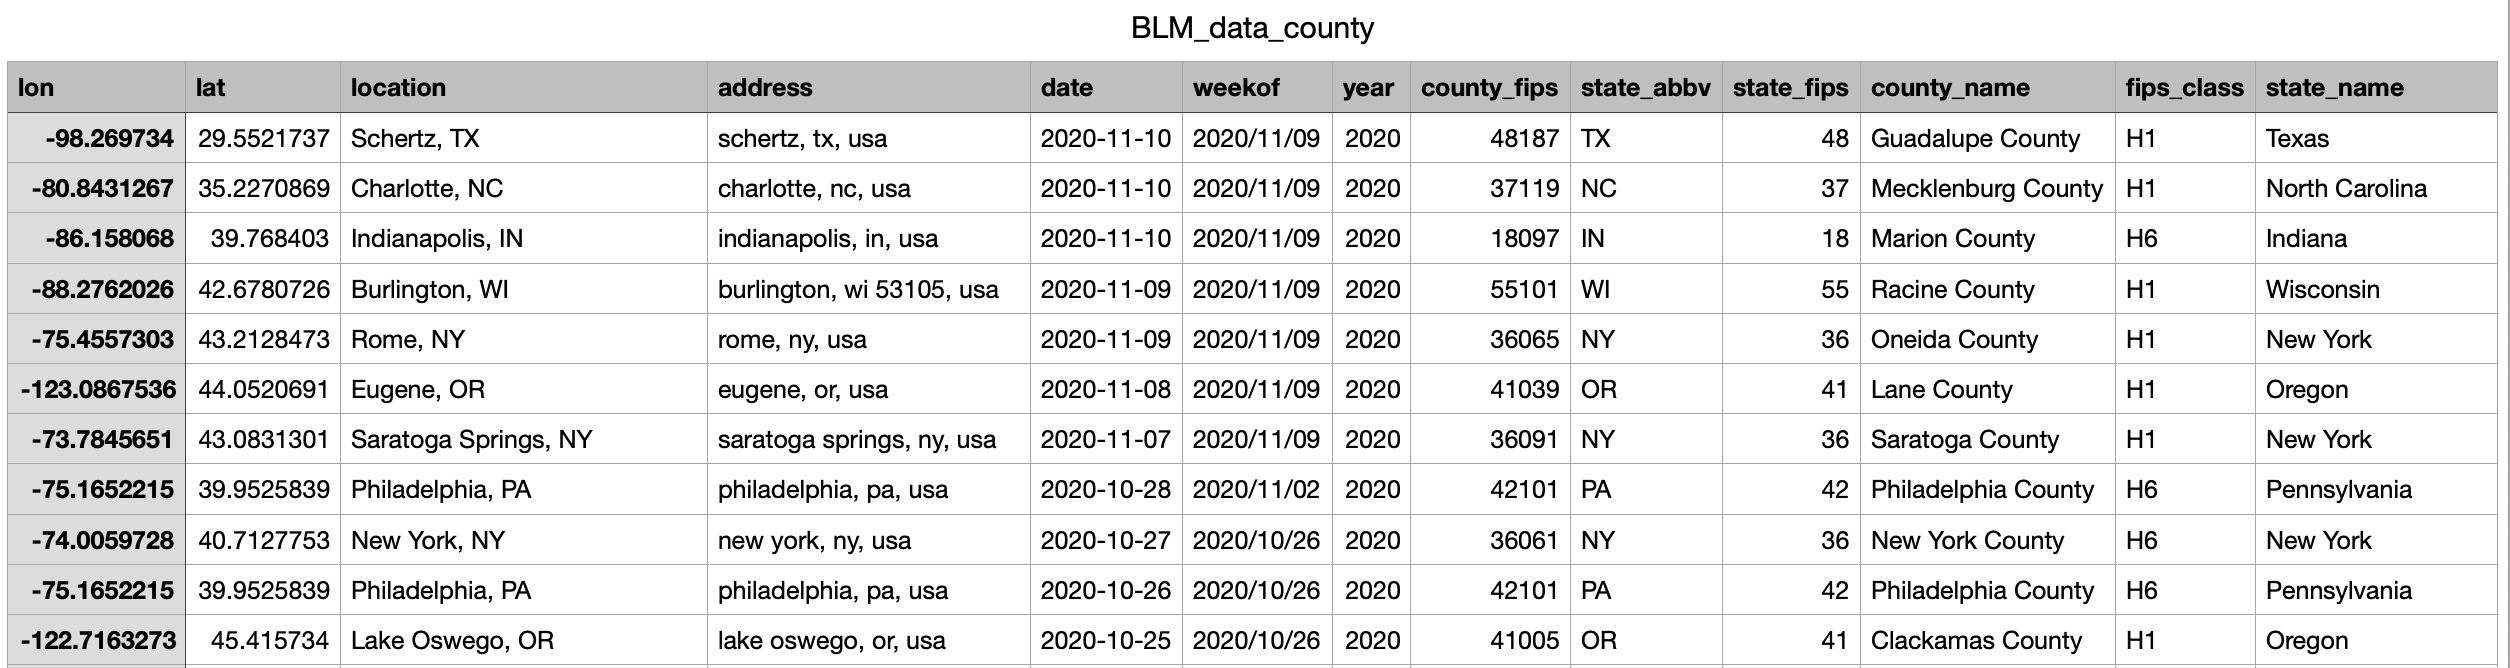 BLM_data_county
lon lat location address date weekof year county_fips state_abbv state_fips county_name fips_class state_name
-98.269734 29.5521737 Schertz, TX schertz, tx, usa 2020-11-10 2020/11/09 2020 48187 TX 48 Guadalupe County H1 Texas
-80.8431267 35.2270869 Charlotte, NC charlotte, nc, usa 2020-11-10 2020/11/09 2020 37119 NC 37 Mecklenburg County H1 North Carolina
-86.158068 39.768403 Indianapolis, IN indianapolis, in, usa 2020-11-10 2020/11/09 2020 18097 IN 18 Marion County H6 Indiana
-88.2762026 42.6780726 Burlington, WI burlington, wi 53105, usa 2020-11-09 2020/11/09 2020 55101 WI 55 Racine County H1 Wisconsin
-75.4557303 43.2128473 Rome, NY rome, ny, usa 2020-11-09 2020/11/09 2020 36065 NY 36 Oneida County H1 New York
-123.0867536 44.0520691 Eugene, OR eugene, or, usa 2020-11-08 2020/11/09 2020 41039 OR 41 Lane County H1 Oregon
-73.7845651 43.0831301 Saratoga Springs, NY saratoga springs, ny, usa 2020-11-07 2020/11/09 2020 36091 NY 36 Saratoga County H1 New York
-75.1652215 39.9525839 Philadelphia, PA philadelphia, pa, usa 2020-10-28 2020/11/02 2020 42101 PA 42 Philadelphia County H6 Pennsylvania
-74.0059728 40.7127753 New York, NY new york, ny, usa 2020-10-27 2020/10/26 2020 36061 NY 36 New York County H6 New York
-75.1652215 39.9525839 Philadelphia, PA philadelphia, pa, usa 2020-10-26 2020/10/26 2020 42101 PA 42 Philadelphia County H6 Pennsylvania
-122.7163273 45.415734 Lake Oswego, OR lake oswego, or, usa 2020-10-25 2020/10/26 2020 41005 OR 41 Clackamas County H1 Oregon